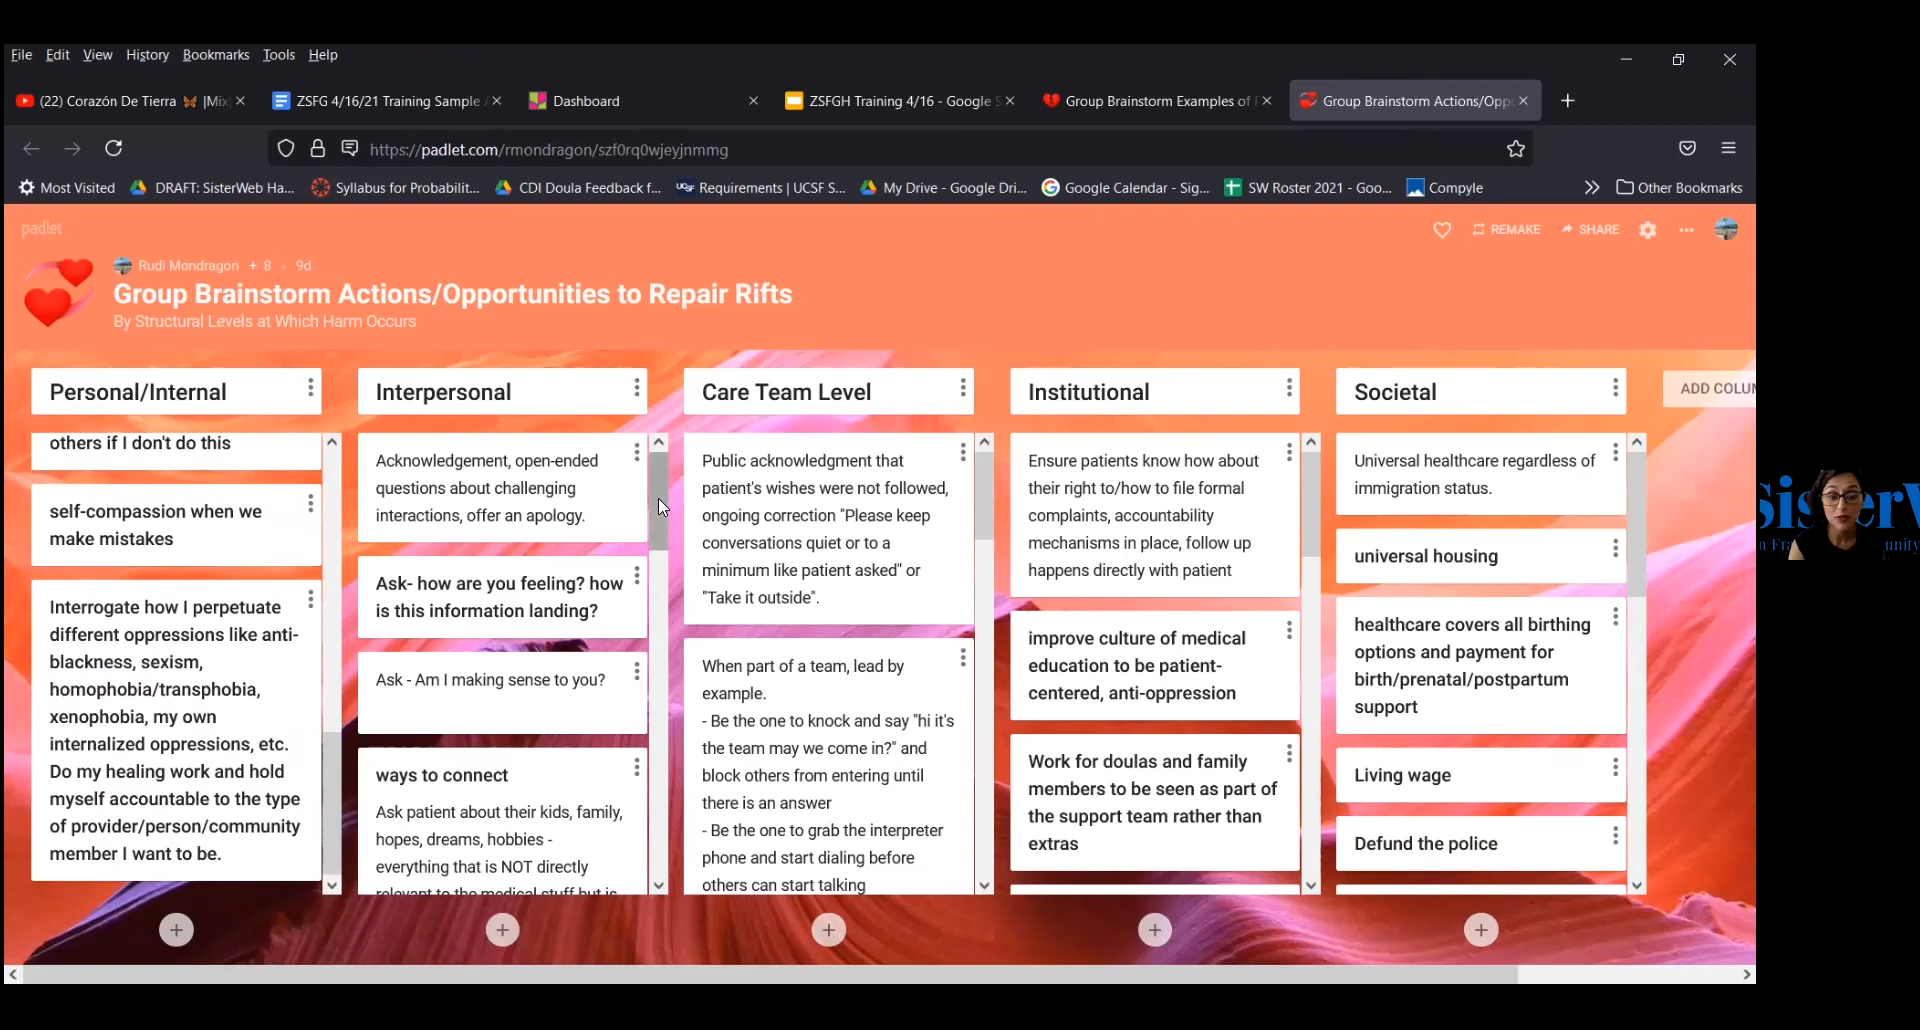 File Edit View History Bookmarks Tools Help
(22) Corazón De Tierra 🦋 |Mix
ZSFG 4/16/21 Training Sample
Dashboard
ZSFGH Training 4/16 - Google S
Group Brainstorm Examples of
Group Brainstorm Actions/Opp
https://padlet.com/rmondragon/szf0rq0wjeyjnmmg
Most Visited
DRAFT: SisterWeb Ha...
Syllabus for Probabilit...
CDI Doula Feedback f...
UCSF Requirements | UCSF S...
My Drive - Google Dri...
Google Calendar - Sig...
SW Roster 2021 - Goo...
Compyle
Other Bookmarks
padlet
REMAKE
SHARE
Rudi Mondragon + 8 · 9d
Group Brainstorm Actions/Opportunities to Repair Rifts
By Structural Levels at Which Harm Occurs
Personal/Internal
others if I don't do this
self-compassion when we
make mistakes
Interrogate how I perpetuate
different oppressions like anti-
blackness, sexism,
homophobia/transphobia,
xenophobia, my own
internalized oppressions, etc.
Do my healing work and hold
myself accountable to the type
of provider/person/community
member I want to be.
Interpersonal
Acknowledgement, open-ended
questions about challenging
interactions, offer an apology.
Ask- how are you feeling? how
is this information landing?
Ask - Am I making sense to you?
ways to connect
Ask patient about their kids, family,
hopes, dreams, hobbies -
everything that is NOT directly
relevant to the medical stuff but is
Care Team Level
Public acknowledgment that
patient's wishes were not followed,
ongoing correction "Please keep
conversations quiet or to a
minimum like patient asked" or
"Take it outside".
When part of a team, lead by
example.
- Be the one to knock and say "hi it's
the team may we come in?" and
block others from entering until
there is an answer
- Be the one to grab the interpreter
phone and start dialing before
others can start talking
Institutional
Ensure patients know how about
their right to/how to file formal
complaints, accountability
mechanisms in place, follow up
happens directly with patient
improve culture of medical
education to be patient-
centered, anti-oppression
Work for doulas and family
members to be seen as part of
the support team rather than
extras
Societal
Universal healthcare regardless of
immigration status.
universal housing
healthcare covers all birthing
options and payment for
birth/prenatal/postpartum
support
Living wage
Defund the police
ADD COLUM